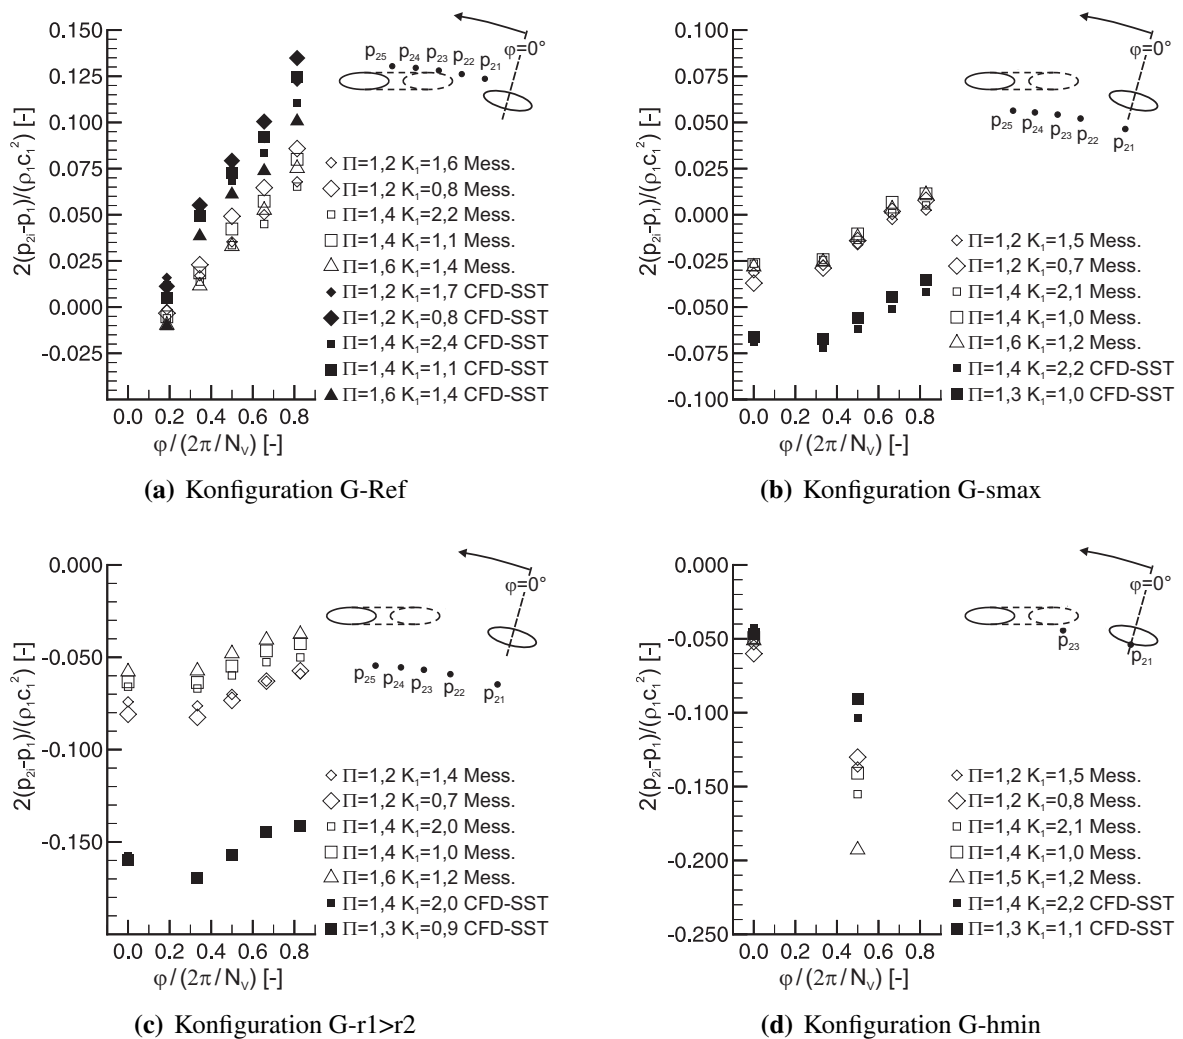 0.150
0.125
0.100
0.075
0.050
0.025
0.000
-0.025
2(p₂ᵢ-p₁)/(ρ₁c₁²) [-]
0.0 0.2 0.4 0.6 0.8
φ/(2π/N_V) [-]
φ=0°
p₂₅ p₂₄ p₂₃ p₂₂ p₂₁
Π=1,2 K₁=1,6 Mess.
Π=1,2 K₁=0,8 Mess.
Π=1,4 K₁=2,2 Mess.
Π=1,4 K₁=1,1 Mess.
Π=1,6 K₁=1,4 Mess.
Π=1,2 K₁=1,7 CFD-SST
Π=1,2 K₁=0,8 CFD-SST
Π=1,4 K₁=2,4 CFD-SST
Π=1,4 K₁=1,1 CFD-SST
Π=1,6 K₁=1,4 CFD-SST
(a) Konfiguration G-Ref
0.100
0.075
0.050
0.025
0.000
-0.025
-0.050
-0.075
-0.100
2(p₂ᵢ-p₁)/(ρ₁c₁²) [-]
0.0 0.2 0.4 0.6 0.8
φ/(2π/N_V) [-]
φ=0°
p₂₅ p₂₄ p₂₃ p₂₂ p₂₁
Π=1,2 K₁=1,5 Mess.
Π=1,2 K₁=0,7 Mess.
Π=1,4 K₁=2,1 Mess.
Π=1,4 K₁=1,0 Mess.
Π=1,6 K₁=1,2 Mess.
Π=1,4 K₁=2,2 CFD-SST
Π=1,3 K₁=1,0 CFD-SST
(b) Konfiguration G-smax
0.000
-0.050
-0.100
-0.150
2(p₂ᵢ-p₁)/(ρ₁c₁²) [-]
0.0 0.2 0.4 0.6 0.8
φ/(2π/N_V) [-]
φ=0°
p₂₅ p₂₄ p₂₃ p₂₂ p₂₁
Π=1,2 K₁=1,4 Mess.
Π=1,2 K₁=0,7 Mess.
Π=1,4 K₁=2,0 Mess.
Π=1,4 K₁=1,0 Mess.
Π=1,6 K₁=1,2 Mess.
Π=1,4 K₁=2,0 CFD-SST
Π=1,3 K₁=0,9 CFD-SST
(c) Konfiguration G-r1>r2
0.000
-0.050
-0.100
-0.150
-0.200
-0.250
2(p₂ᵢ-p₁)/(ρ₁c₁²) [-]
0.0 0.2 0.4 0.6 0.8
φ/(2π/N_V) [-]
φ=0°
p₂₃ p₂₁
Π=1,2 K₁=1,5 Mess.
Π=1,2 K₁=0,8 Mess.
Π=1,4 K₁=2,1 Mess.
Π=1,4 K₁=1,0 Mess.
Π=1,5 K₁=1,2 Mess.
Π=1,4 K₁=2,2 CFD-SST
Π=1,3 K₁=1,1 CFD-SST
(d) Konfiguration G-hmin